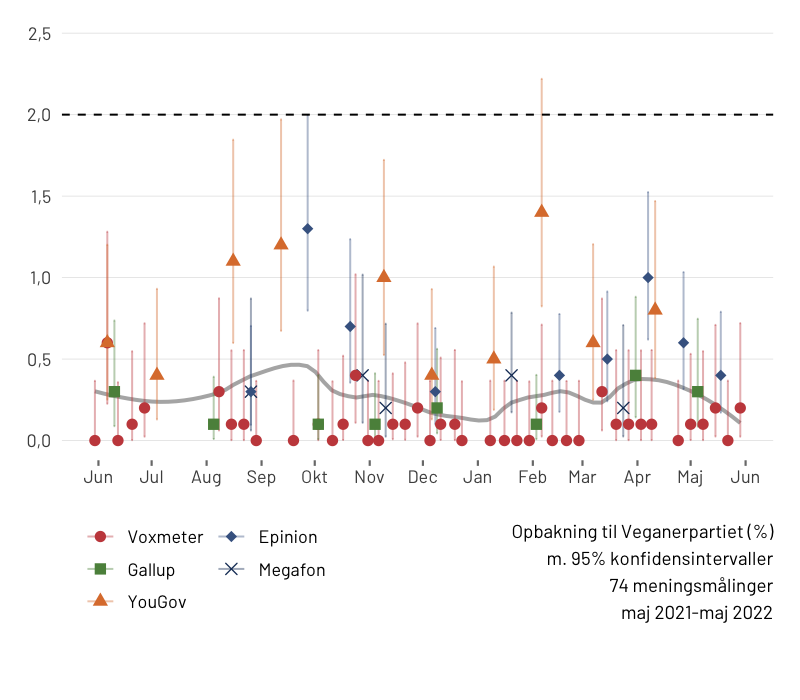 2,5
2,0
1,5
1,0
0,5
0,0
Jun Jul Aug Sep Okt Nov Dec Jan Feb Mar Apr Maj Jun
Voxmeter Epinion
Gallup Megafon
YouGov
Opbakning til Veganerpartiet (%)
m. 95% konfidensintervaller
74 meningsmålinger
maj 2021-maj 2022